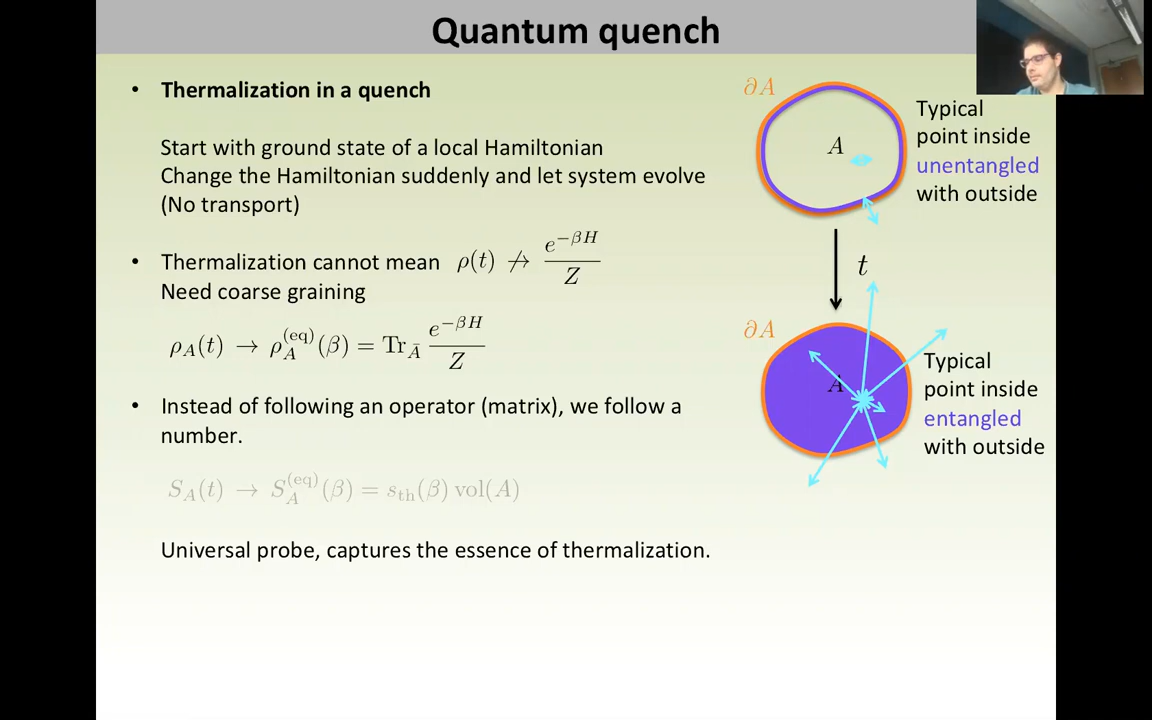 Quantum quench
• Thermalization in a quench
Start with ground state of a local Hamiltonian
Change the Hamiltonian suddenly and let system evolve
(No transport)
• Thermalization cannot mean ρ(t) ↛ e^{−βH} / Z
Need coarse graining
ρ_A(t) → ρ_A^{(eq)}(β) = Tr_{Ā} e^{−βH} / Z
• Instead of following an operator (matrix), we follow a
number.
S_A(t) → S_A^{(eq)}(β) = s_{th}(β) vol(A)
Universal probe, captures the essence of thermalization.
∂A
A
Typical
point inside
unentangled
with outside
t
∂A
A
Typical
point inside
entangled
with outside